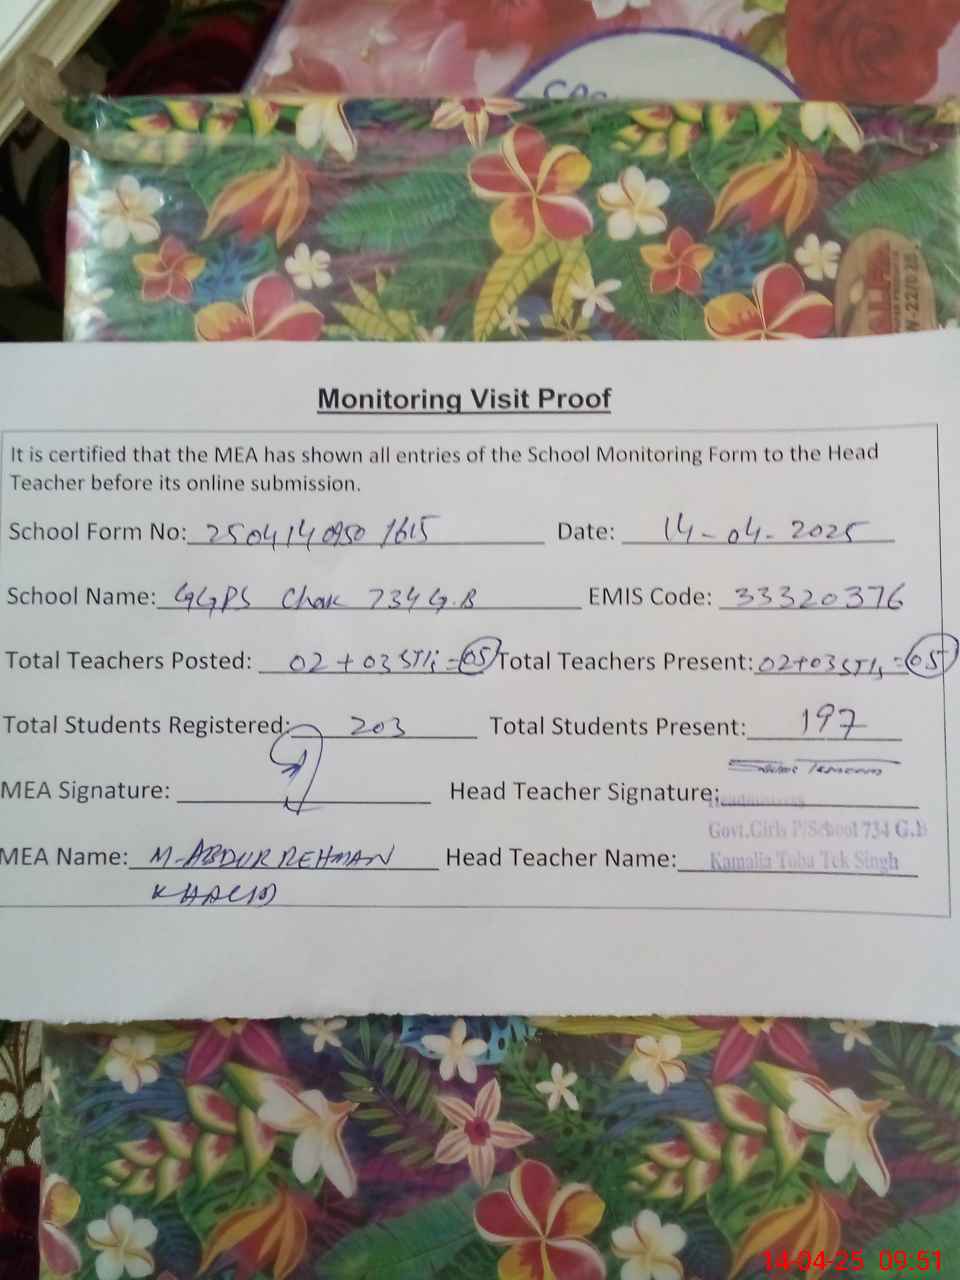 Monitoring Visit Proof
It is certified that the MEA has shown all entries of the School Monitoring Form to the Head
Teacher before its online submission.
School Form No: 2504140950 1615 Date: 14-04-2025
School Name: GGPS Chak 734 G.B EMIS Code: 33320376
Total Teachers Posted: 02+03 STIs=05 Total Teachers Present: 02+03 STIs=05
Total Students Registered: 203 Total Students Present: 197
MEA Signature: Head Teacher Signature:
Headmistress
Govt.Girls P/School 734 G.B
MEA Name: M-ABDUR REHMAN Head Teacher Name: Kamalia Toba Tek Singh
KHALID
14-04-25 09:51